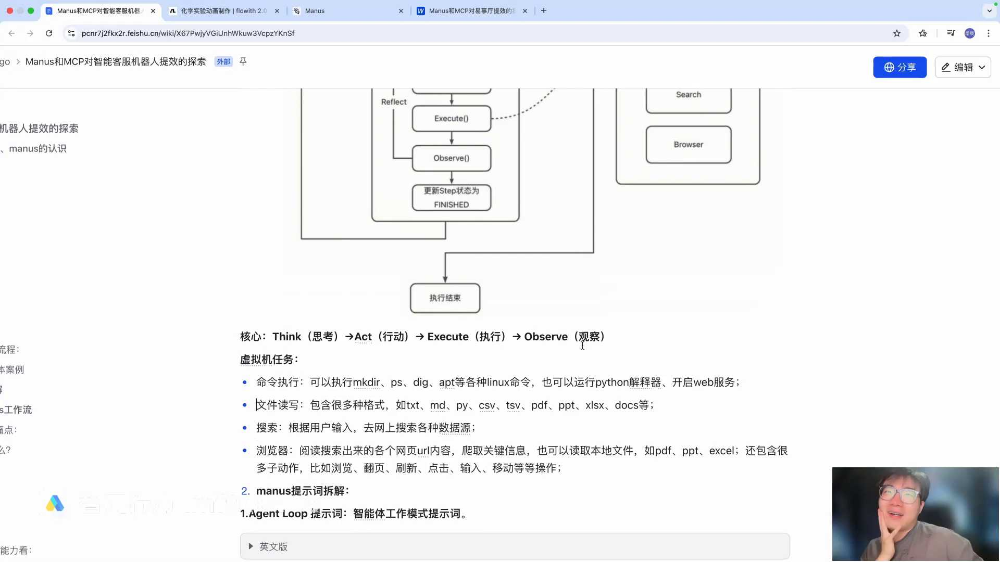 Manus和MCP对智能客服机器
化学实验动画制作 | flowith 2.0
Manus
Manus和MCP对易事厅提效的
pcnr7j2fkx2r.feishu.cn/wiki/X67PwjyVGiUnhWkuw3VcpzYKnSf
皓辰
go > Manus和MCP对智能客服机器人提效的探索 外部
分享
编辑
机器人提效的探索
、manus的认识
流程：
体案例
解
s工作流
痛点：
么？
能力看：
Reflect
Execute()
Observe()
更新Step状态为
FINISHED
Search
Browser
执行结束
核心：Think（思考）→Act（行动）→ Execute（执行）→ Observe（观察）
虚拟机任务：
• 命令执行：可以执行mkdir、ps、dig、apt等各种linux命令，也可以运行python解释器、开启web服务；
• 文件读写：包含很多种格式，如txt、md、py、csv、tsv、pdf、ppt、xlsx、docs等；
• 搜索：根据用户输入，去网上搜索各种数据源；
• 浏览器：阅读搜索出来的各个网页url内容，爬取关键信息，也可以读取本地文件，如pdf、ppt、excel；还包含很
多子动作，比如浏览、翻页、刷新、点击、输入、移动等等操作；
2. manus提示词拆解：
1.Agent Loop 提示词：智能体工作模式提示词。
英文版